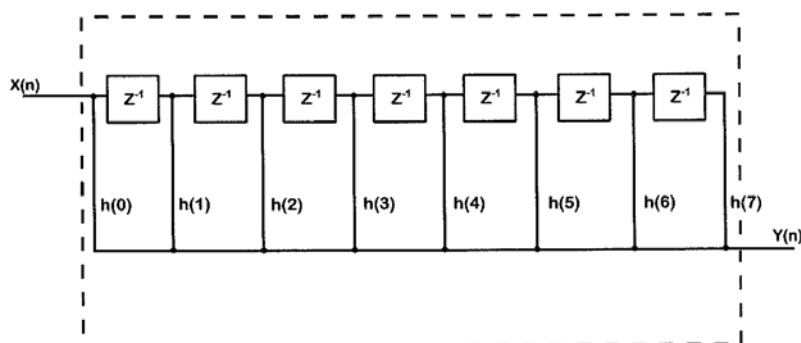 X(n)
Z-1 Z-1 Z-1 Z-1 Z-1 Z-1 Z-1
h(0) h(1) h(2) h(3) h(4) h(5) h(6) h(7)
Y(n)